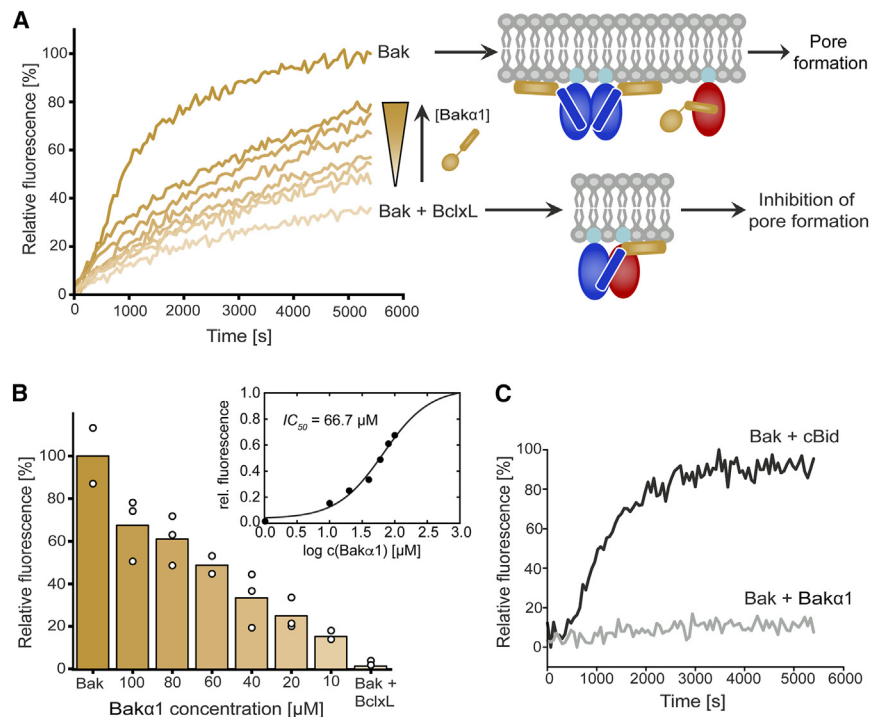 A
Relative fluorescence [%]
100
80
60
40
20
0
0 1000 2000 3000 4000 5000 6000
Time [s]
Bak
[Bakα1]
Bak + BclxL
Pore
formation
Inhibition of
pore formation
B
Relative fluorescence [%]
100
80
60
40
20
0
Bak 100 80 60 40 20 10 Bak +
BclxL
Bakα1 concentration [µM]
rel. fluorescence
1.0
0.8
0.6
0.4
0.2
0.0
IC50 = 66.7 µM
0.0 1.0 1.5 2.0 2.5 3.0
log c(Bakα1) [µM]
C
Relative fluorescence [%]
100
80
60
40
20
0
Bak + cBid
Bak + Bakα1
0 1000 2000 3000 4000 5000 6000
Time [s]